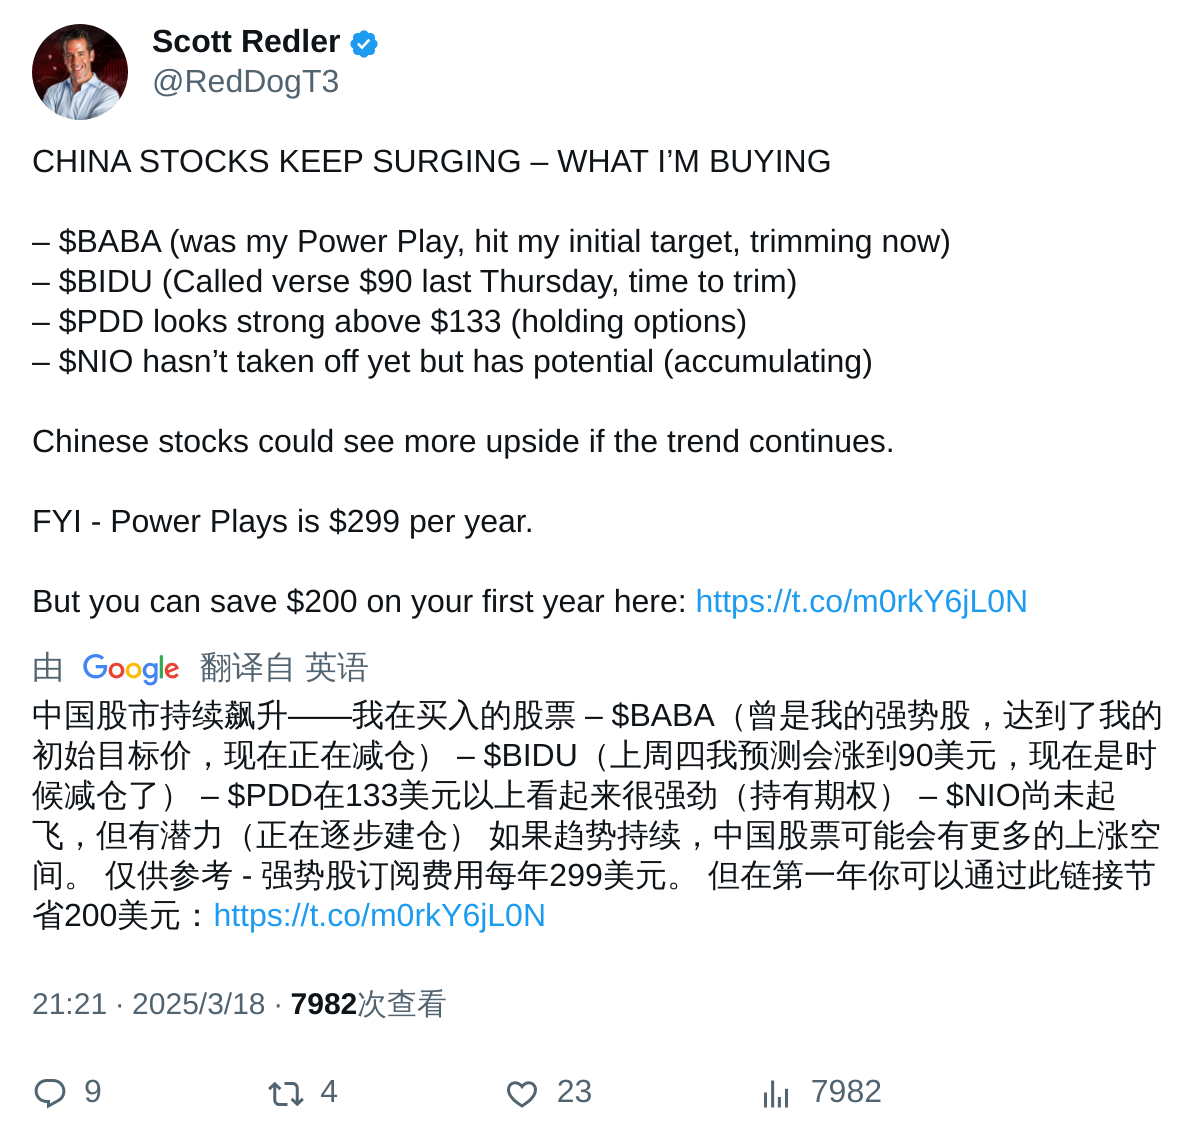 Scott Redler
@RedDogT3
CHINA STOCKS KEEP SURGING – WHAT I’M BUYING
– $BABA (was my Power Play, hit my initial target, trimming now)
– $BIDU (Called verse $90 last Thursday, time to trim)
– $PDD looks strong above $133 (holding options)
– $NIO hasn’t taken off yet but has potential (accumulating)
Chinese stocks could see more upside if the trend continues.
FYI - Power Plays is $299 per year.
But you can save $200 on your first year here: https://t.co/m0rkY6jL0N
由 Google 翻译自 英语
中国股市持续飙升——我在买入的股票 – $BABA（曾是我的强势股，达到了我的
初始目标价，现在正在减仓） – $BIDU（上周四我预测会涨到90美元，现在是时
候减仓了） – $PDD在133美元以上看起来很强劲（持有期权） – $NIO尚未起
飞，但有潜力（正在逐步建仓） 如果趋势持续，中国股票可能会有更多的上涨空
间。 仅供参考 - 强势股订阅费用每年299美元。 但在第一年你可以通过此链接节
省200美元：https://t.co/m0rkY6jL0N
21:21 · 2025/3/18 · 7982次查看
9 4 23 7982